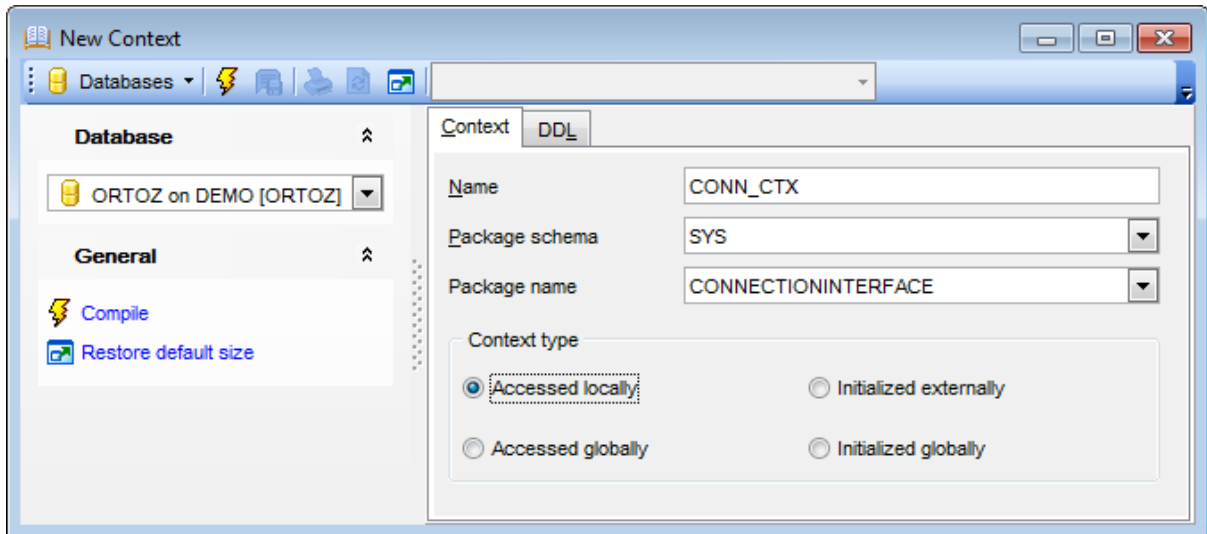 New Context
Databases
Database
ORTOZ on DEMO [ORTOZ]
General
Compile
Restore default size
Context DDL
Name CONN_CTX
Package schema SYS
Package name CONNECTIONINTERFACE
Context type
Accessed locally Initialized externally
Accessed globally Initialized globally